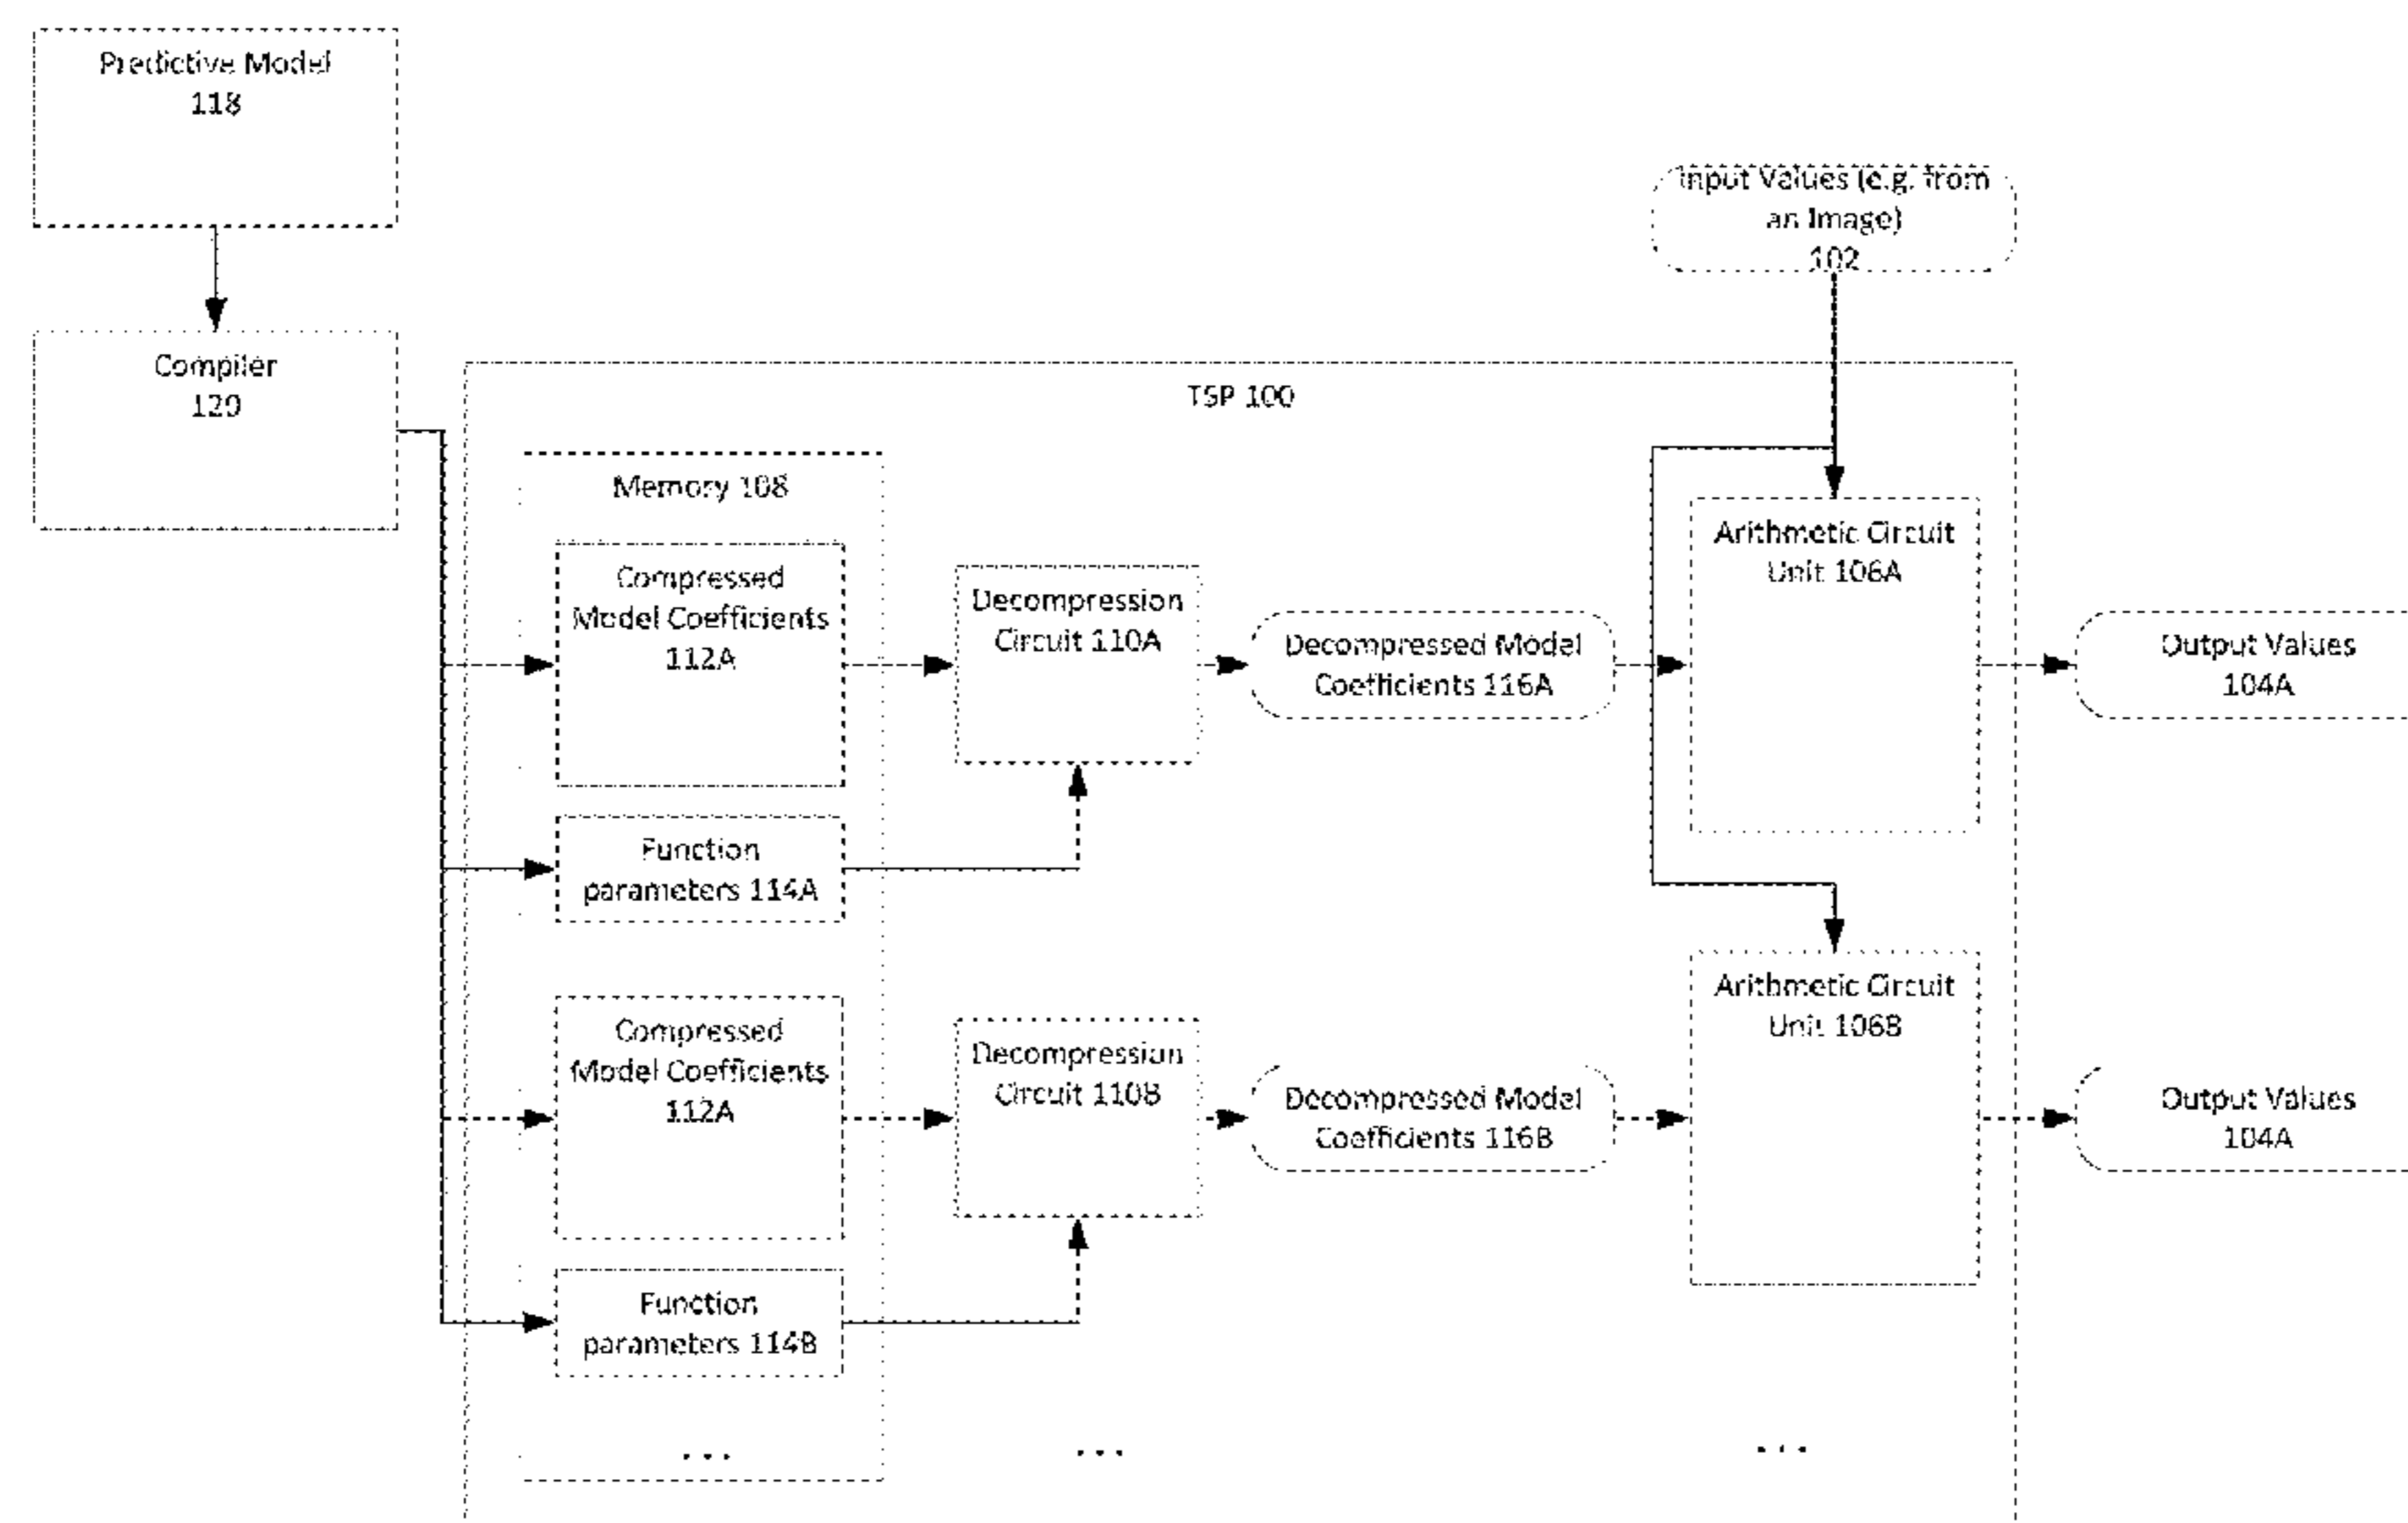 Predictive Model
118
Input Values (e.g. from
an Image)
102
Compiler
120
TSP 100
Memory 108
Compressed
Model Coefficients
112A
Decompression
Circuit 110A
Decompressed Model
Coefficients 116A
Arithmetic Circuit
Unit 106A
Output Values
104A
Function
parameters 114A
Compressed
Model Coefficients
112A
Decompression
Circuit 110B
Decompressed Model
Coefficients 116B
Arithmetic Circuit
Unit 106B
Output Values
104A
Function
parameters 114B
...
...
...